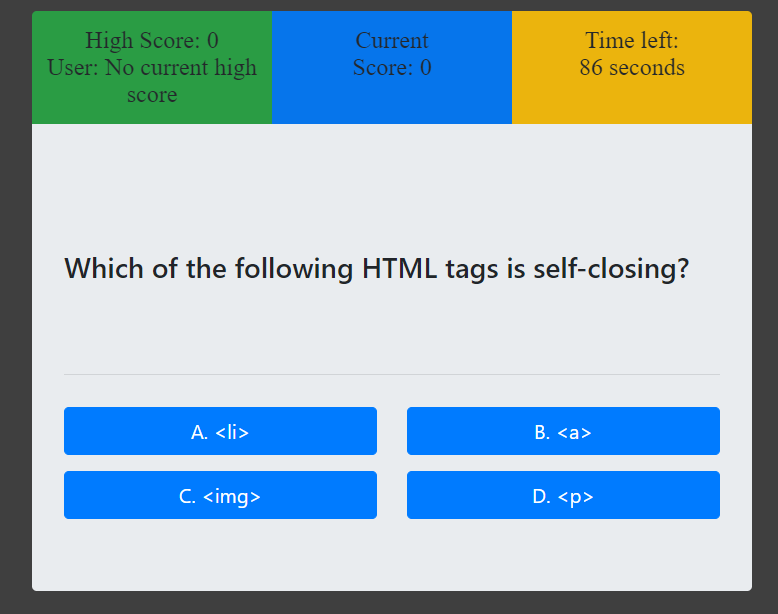 High Score: 0
User: No current high
score
Current
Score: 0
Time left:
86 seconds
Which of the following HTML tags is self-closing?
A. <li>
B. <a>
C. <img>
D. <p>